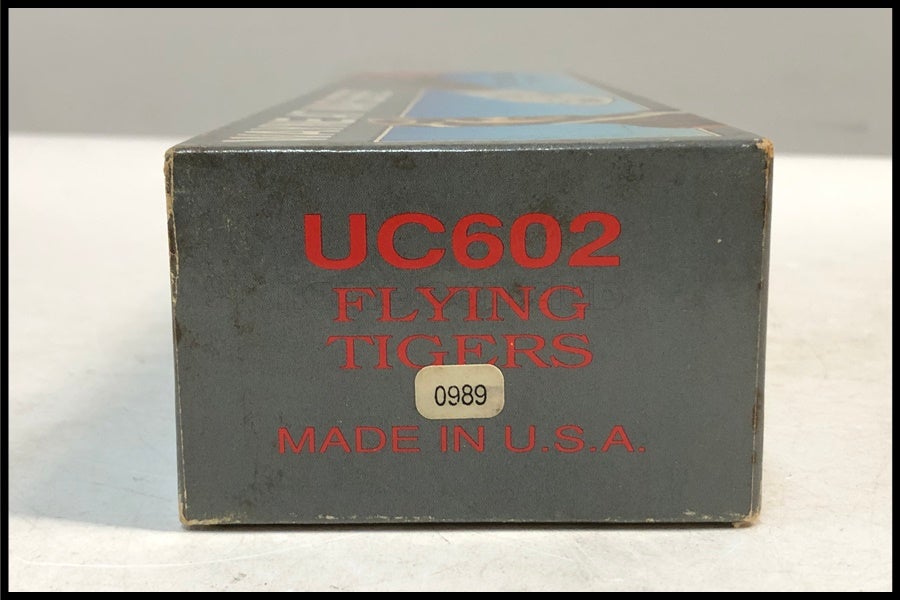 UC602
FLYING
TIGERS
0989
MADE IN U.S.A.